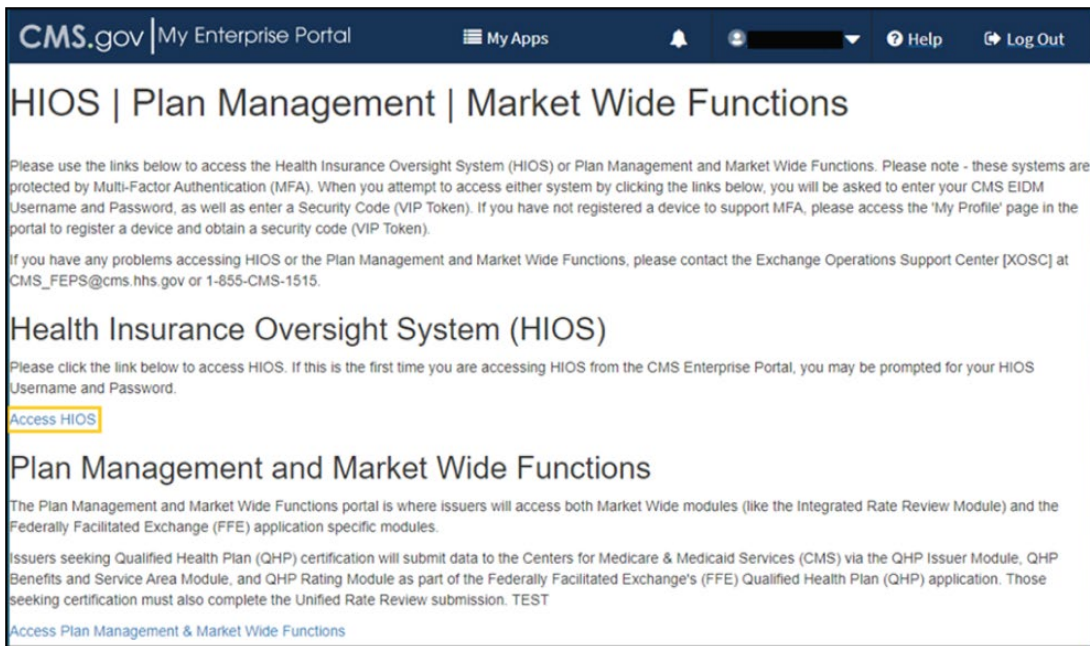 CMS.gov | My Enterprise Portal My Apps Help Log Out
HIOS | Plan Management | Market Wide Functions
Please use the links below to access the Health Insurance Oversight System (HIOS) or Plan Management and Market Wide Functions. Please note - these systems are
protected by Multi-Factor Authentication (MFA). When you attempt to access either system by clicking the links below, you will be asked to enter your CMS EIDM
Username and Password, as well as enter a Security Code (VIP Token). If you have not registered a device to support MFA, please access the 'My Profile' page in the
portal to register a device and obtain a security code (VIP Token).
If you have any problems accessing HIOS or the Plan Management and Market Wide Functions, please contact the Exchange Operations Support Center [XOSC] at
CMS_FEPS@cms.hhs.gov or 1-855-CMS-1515.
Health Insurance Oversight System (HIOS)
Please click the link below to access HIOS. If this is the first time you are accessing HIOS from the CMS Enterprise Portal, you may be prompted for your HIOS
Username and Password.
Access HIOS
Plan Management and Market Wide Functions
The Plan Management and Market Wide Functions portal is where issuers will access both Market Wide modules (like the Integrated Rate Review Module) and the
Federally Facilitated Exchange (FFE) application specific modules.
Issuers seeking Qualified Health Plan (QHP) certification will submit data to the Centers for Medicare & Medicaid Services (CMS) via the QHP Issuer Module, QHP
Benefits and Service Area Module, and QHP Rating Module as part of the Federally Facilitated Exchange's (FFE) Qualified Health Plan (QHP) application. Those
seeking certification must also complete the Unified Rate Review submission. TEST
Access Plan Management & Market Wide Functions